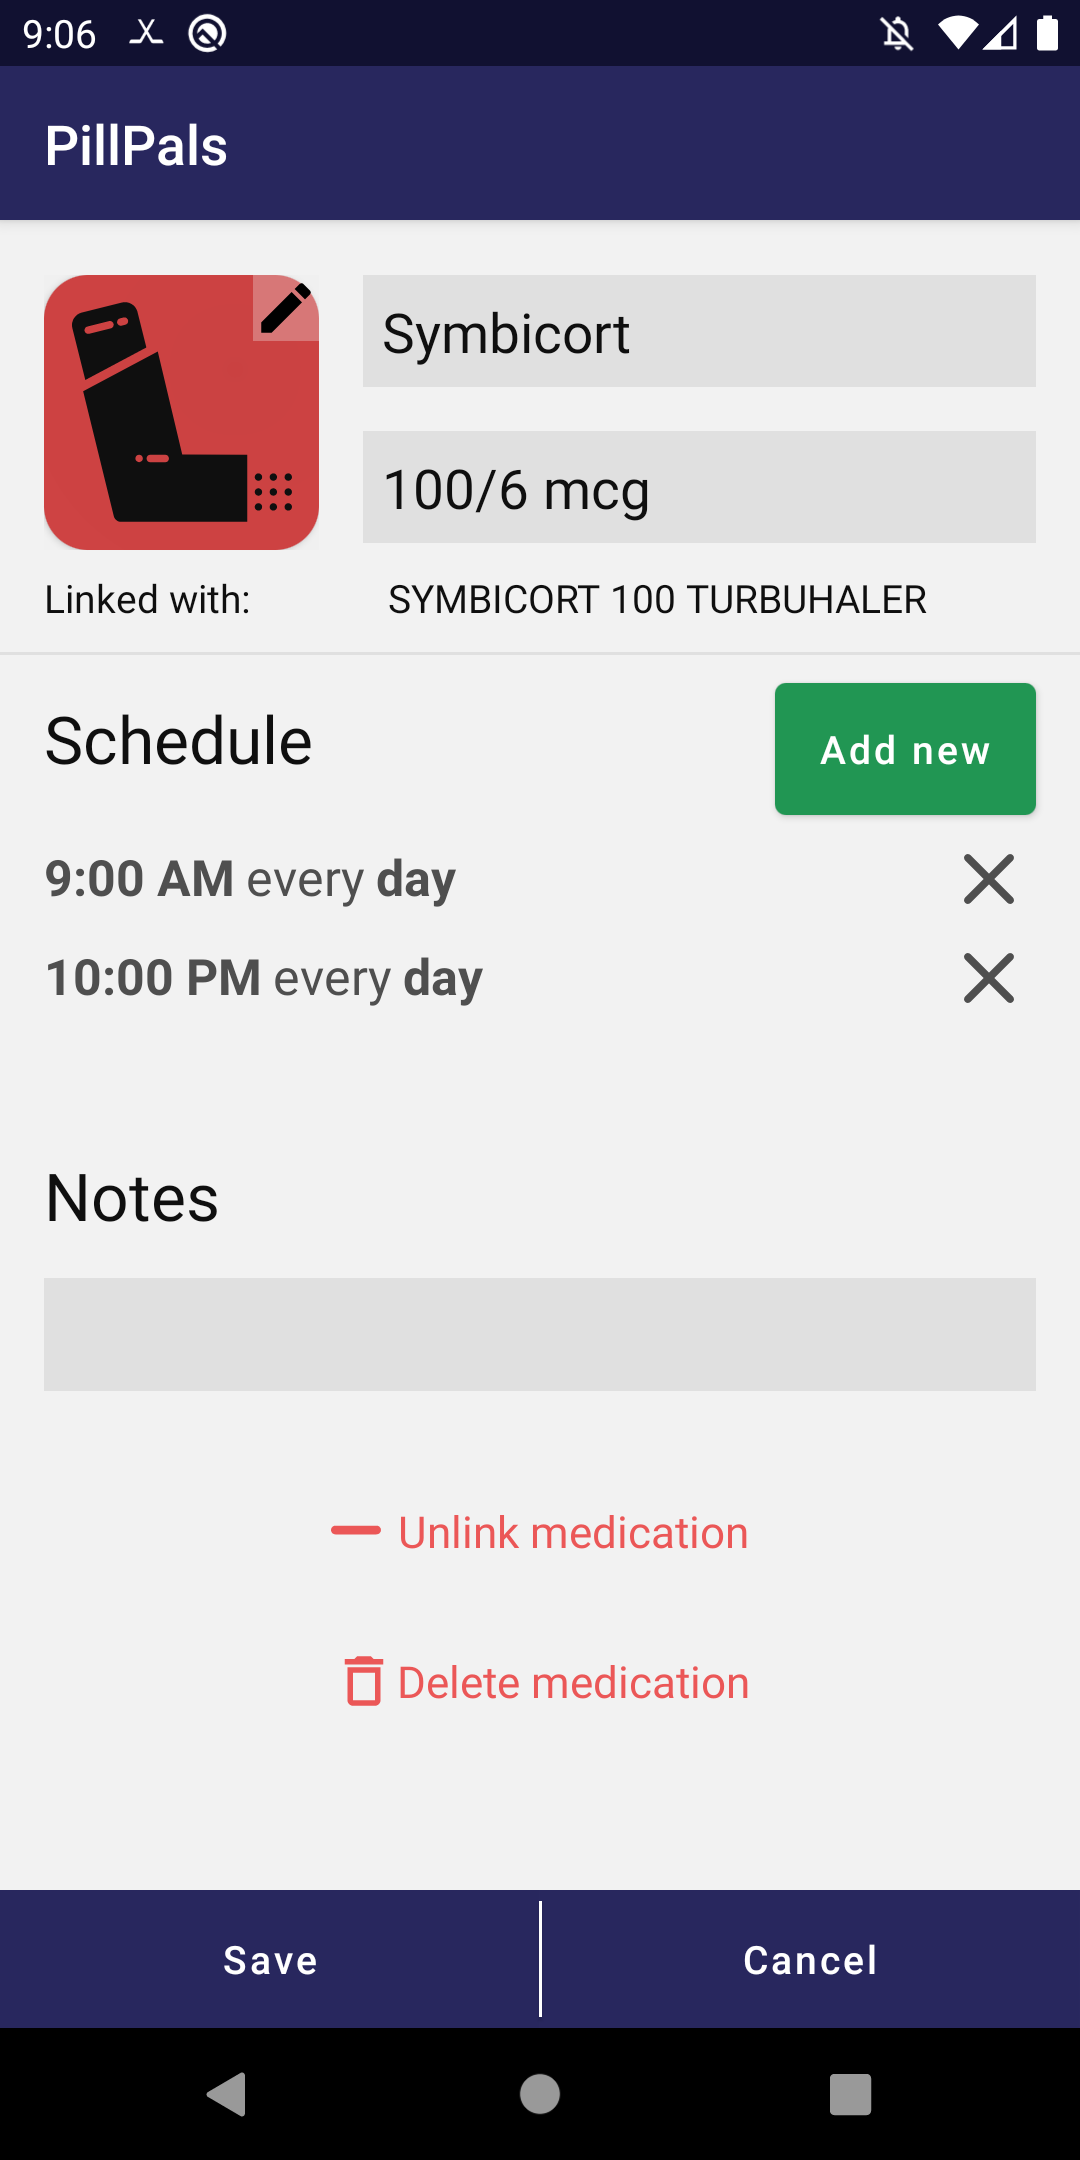 9:06
PillPals
Symbicort
100/6 mcg
Linked with: SYMBICORT 100 TURBUHALER
Schedule
Add new
9:00 AM every day
10:00 PM every day
Notes
Unlink medication
Delete medication
Save Cancel